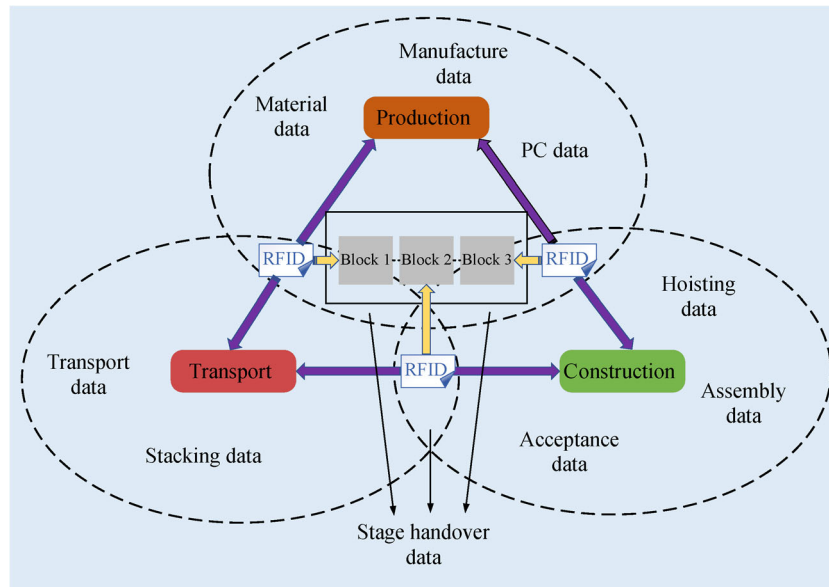 Manufacture
data
Material
data
Production
PC data
RFID
Block 1
Block 2
Block 3
RFID
Hoisting
data
Transport
data
Transport
RFID
Construction
Assembly
data
Stacking data
Acceptance
data
Stage handover
data